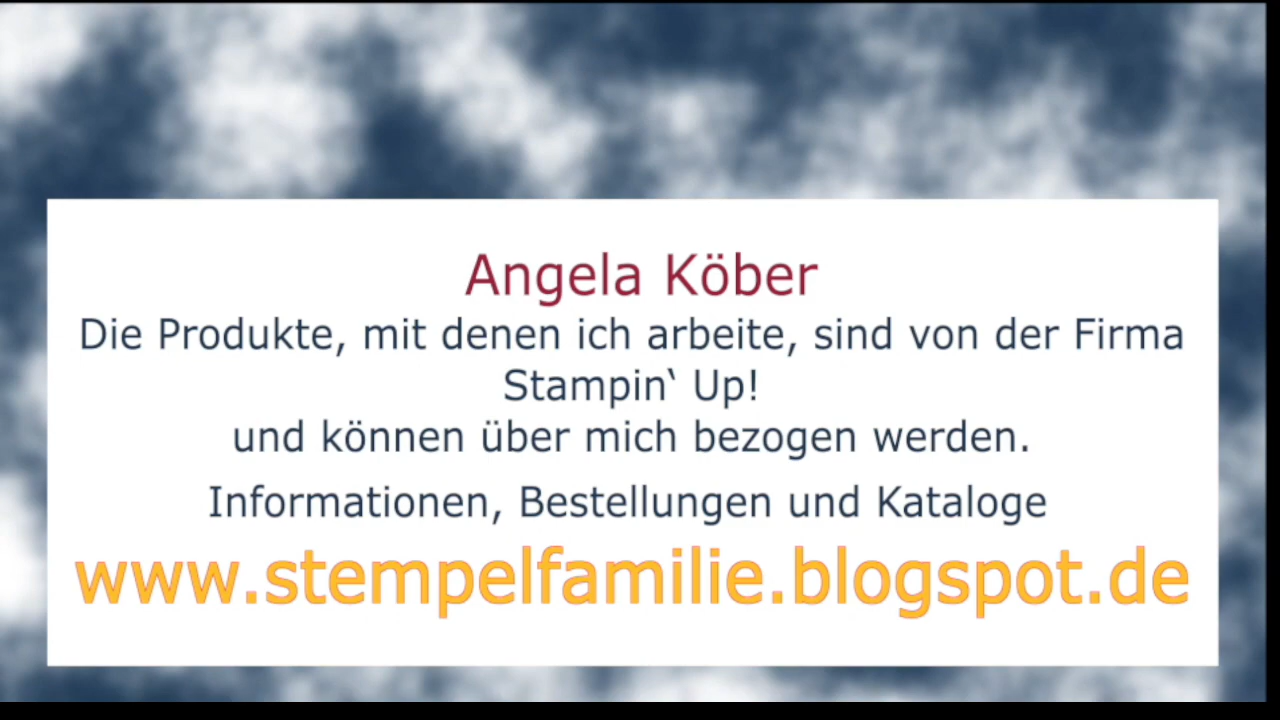 Angela Köber
Die Produkte, mit denen ich arbeite, sind von der Firma
Stampin‘ Up!
und können über mich bezogen werden.
Informationen, Bestellungen und Kataloge
www.stempelfamilie.blogspot.de